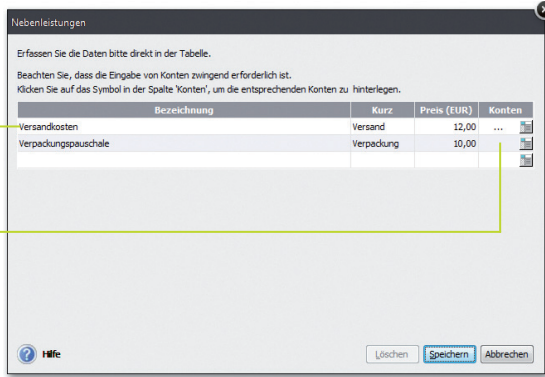 Nebenleistungen
Erfassen Sie die Daten bitte direkt in der Tabelle.
Beachten Sie, dass die Eingabe von Konten zwingend erforderlich ist.
Klicken Sie auf das Symbol in der Spalte 'Konten', um die entsprechenden Konten zu hinterlegen.
Bezeichnung Kurz Preis (EUR) Konten
Versandkosten Versand 12,00 ...
Verpackungspauschale Verpackung 10,00
Hilfe Löschen Speichern Abbrechen